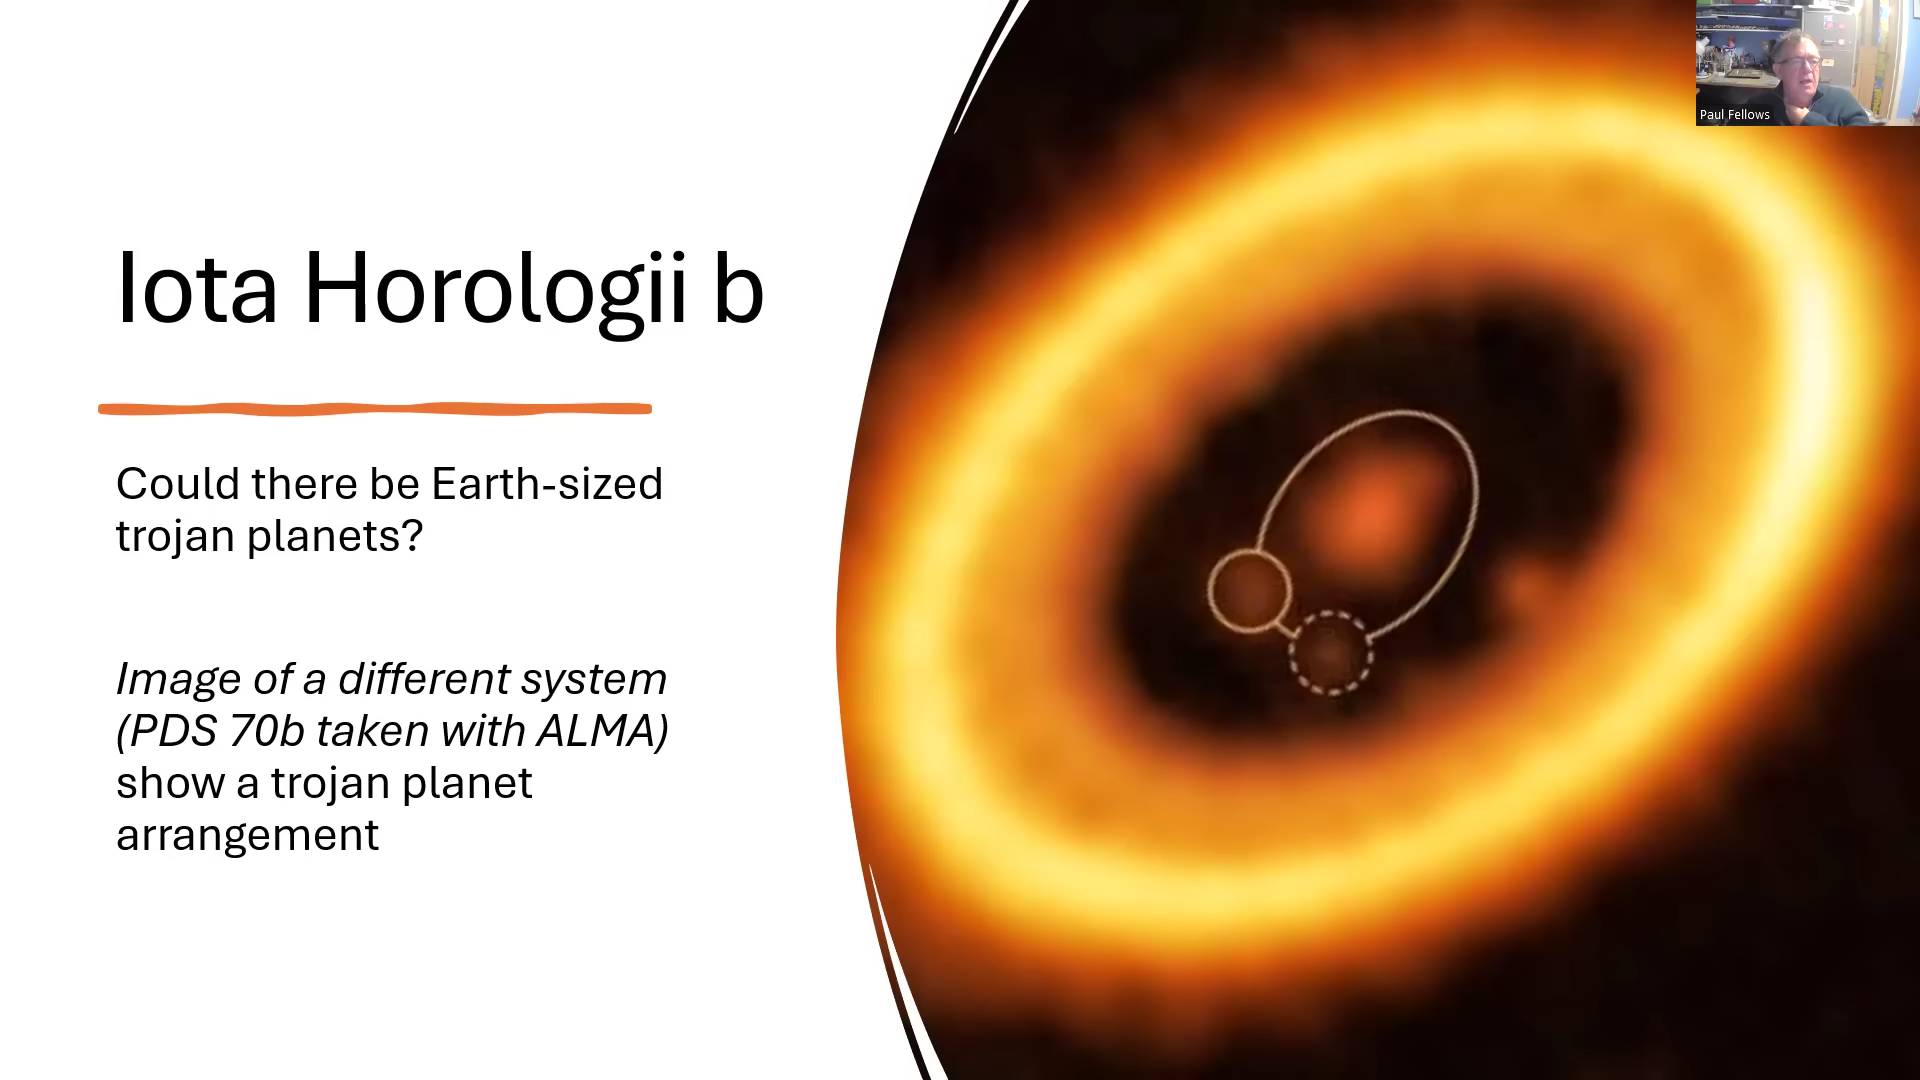 Paul Fellows
Iota Horologii b
Could there be Earth-sized
trojan planets?
Image of a different system
(PDS 70b taken with ALMA)
show a trojan planet
arrangement